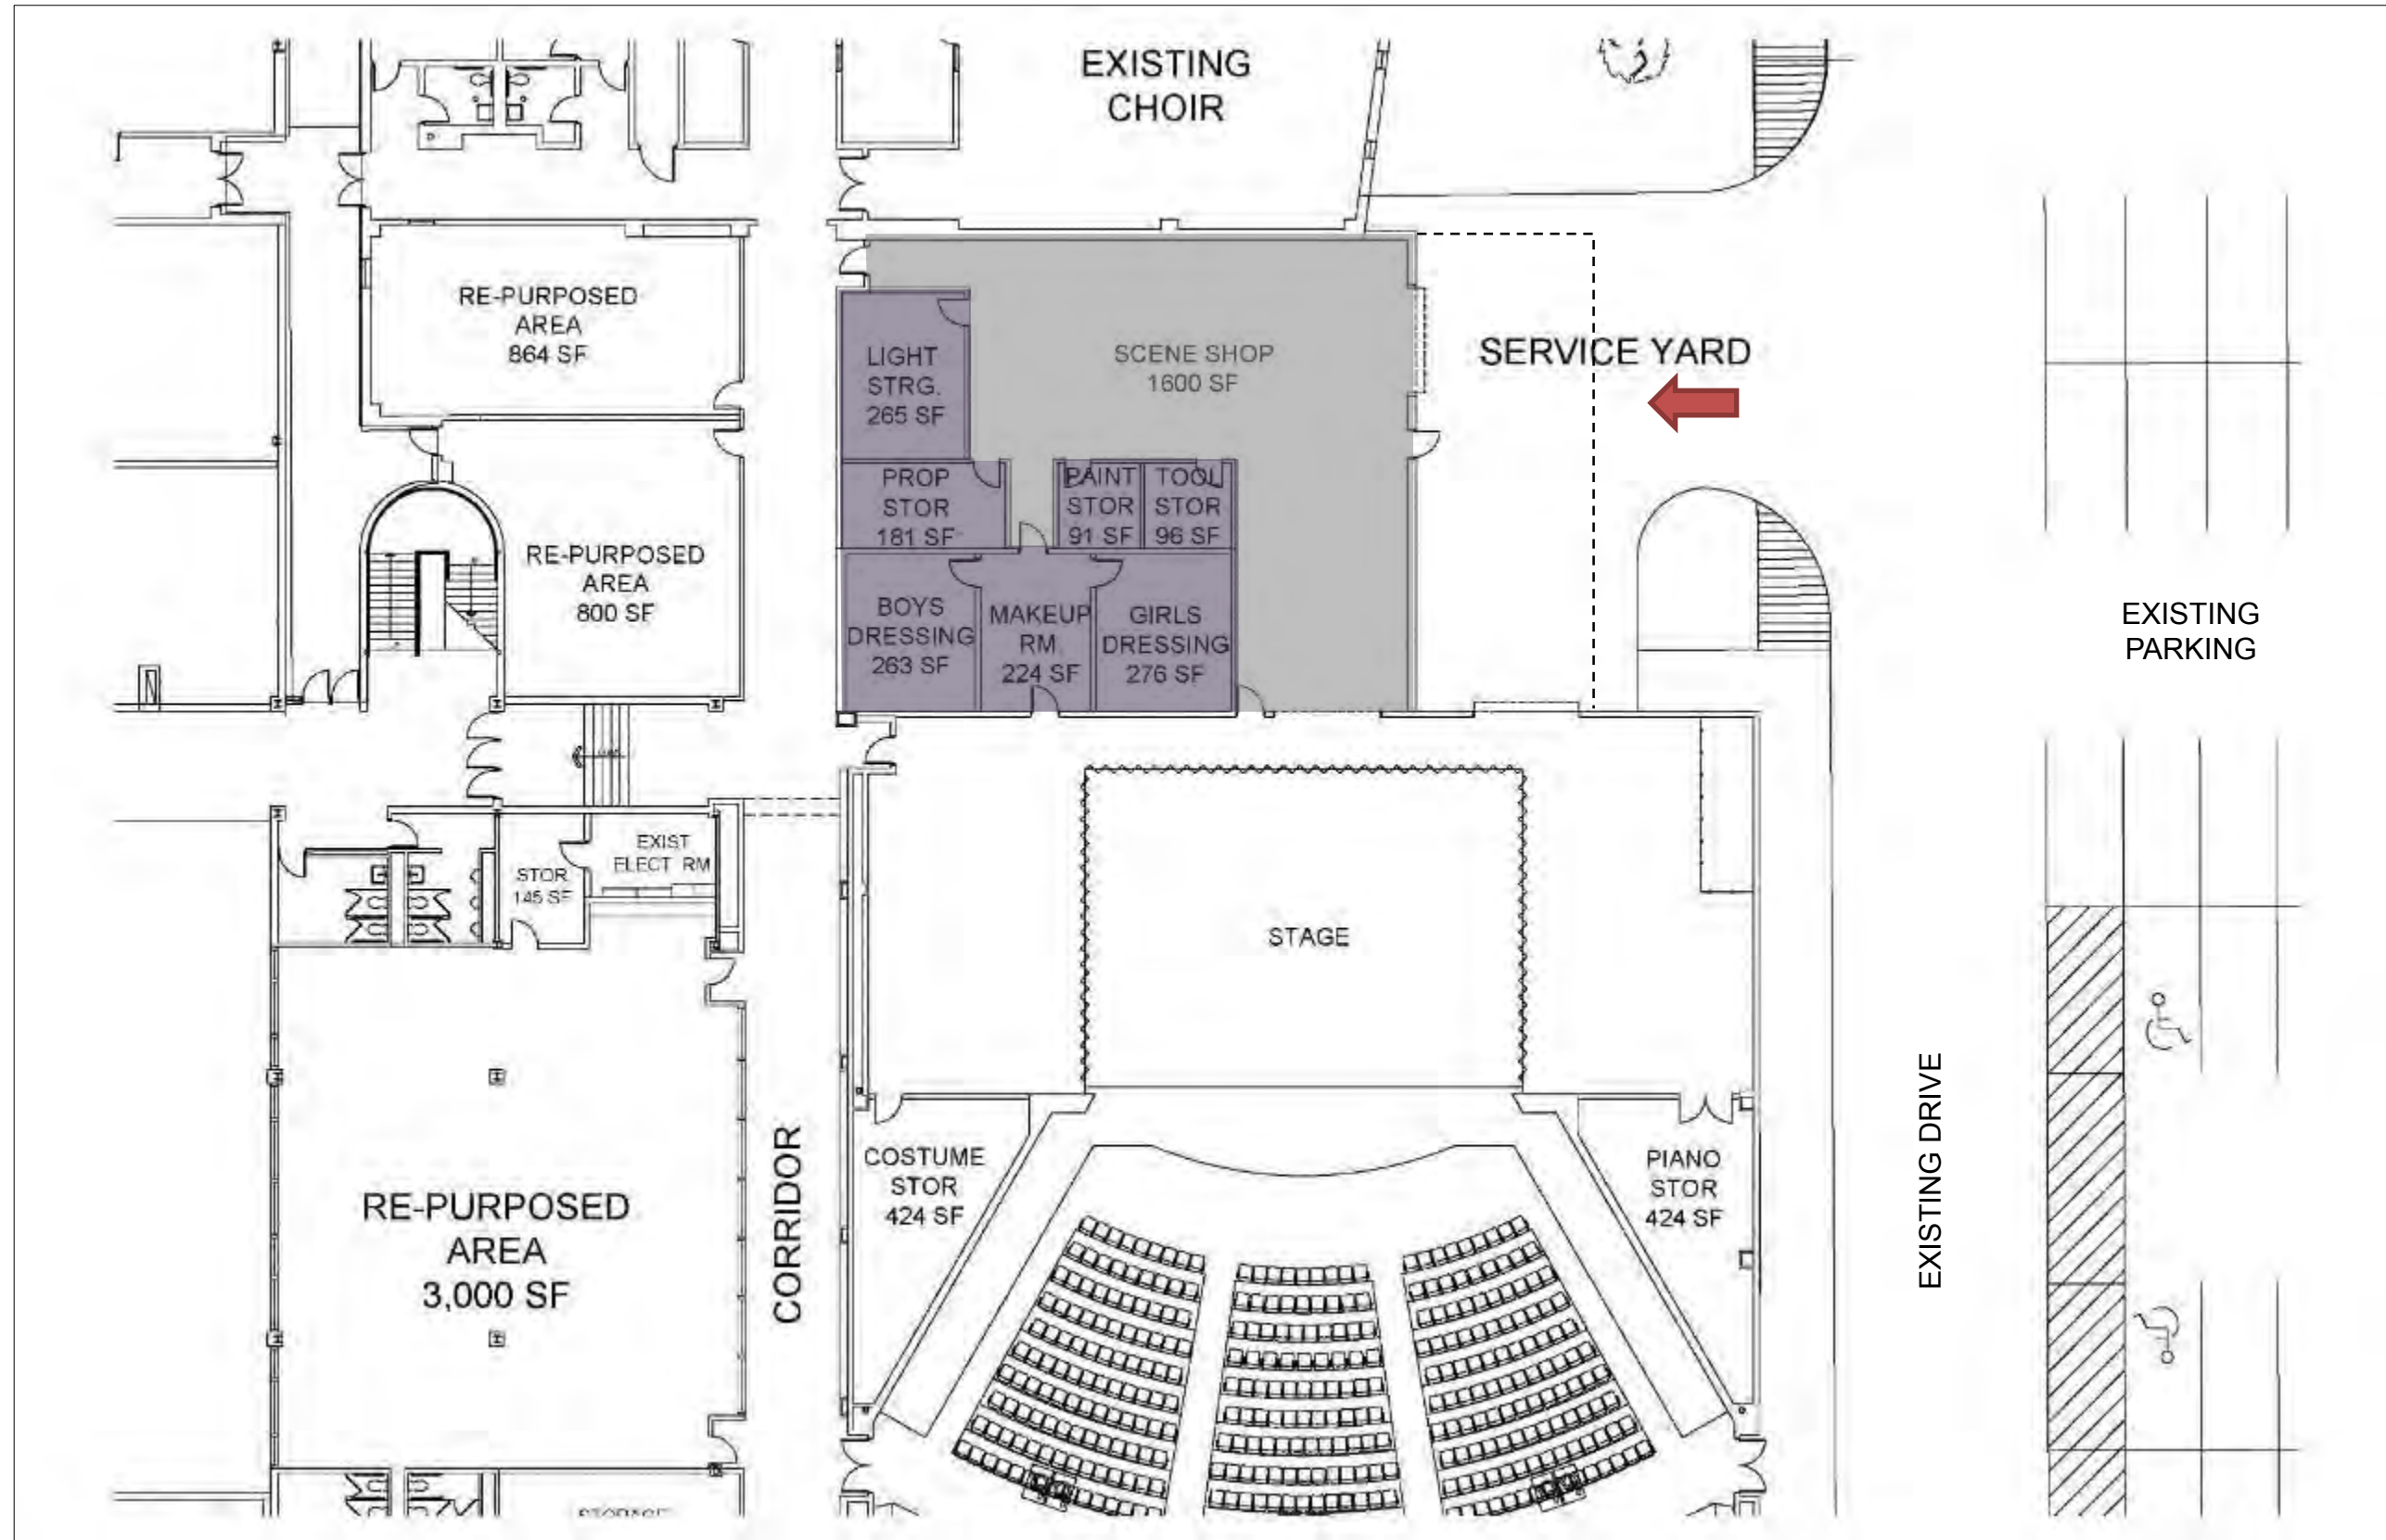 EXISTING
CHOIR
RE-PURPOSED
AREA
864 SF
LIGHT
STRG.
265 SF
SCENE SHOP
1600 SF
SERVICE YARD
PROP
STOR
181 SF
PAINT
STOR
91 SF
TOOL
STOR
96 SF
RE-PURPOSED
AREA
800 SF
BOYS
DRESSING
263 SF
MAKEUP
RM.
224 SF
GIRLS
DRESSING
276 SF
EXISTING
PARKING
EXIST
ELECT RM
STOR
145 SF
STAGE
COSTUME
STOR
424 SF
PIANO
STOR
424 SF
RE-PURPOSED
AREA
3,000 SF
CORRIDOR
EXISTING DRIVE
STORAGE